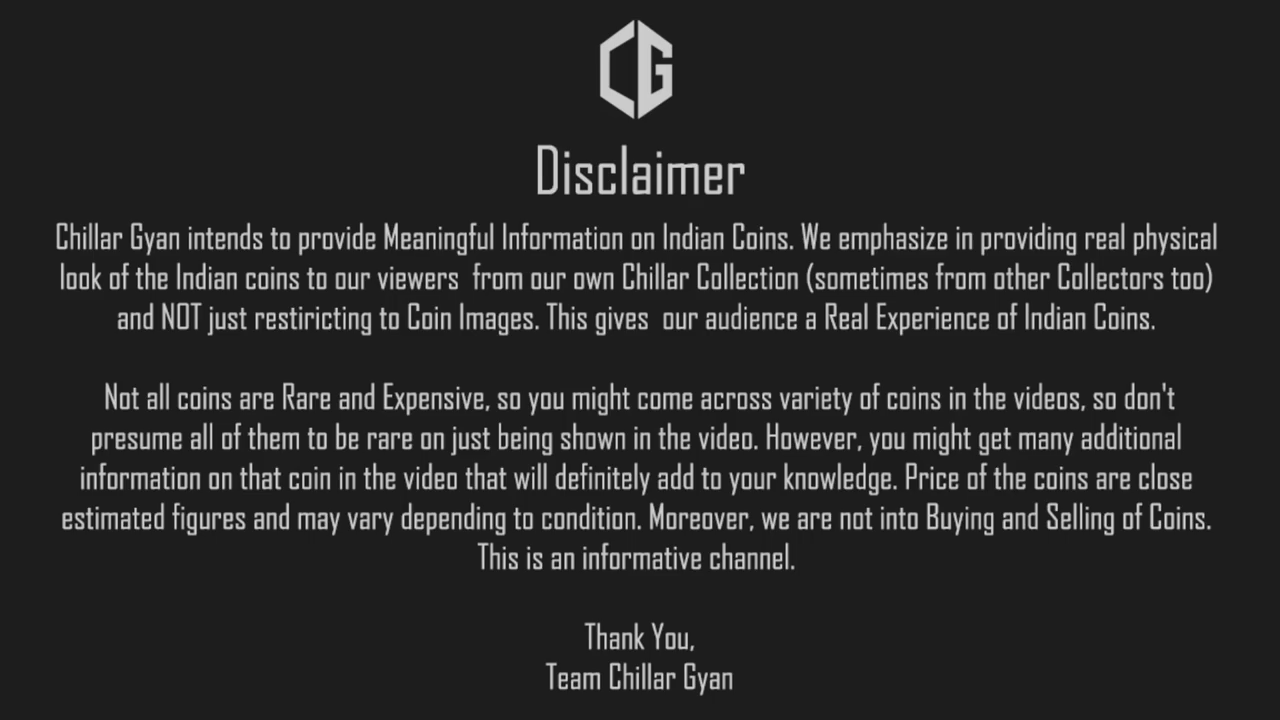 CG
Disclaimer
Chillar Gyan intends to provide Meaningful Information on Indian Coins. We emphasize in providing real physical
look of the Indian coins to our viewers from our own Chillar Collection (sometimes from other Collectors too)
and NOT just restiricting to Coin Images. This gives our audience a Real Experience of Indian Coins.
Not all coins are Rare and Expensive, so you might come across variety of coins in the videos, so don't
presume all of them to be rare on just being shown in the video. However, you might get many additional
information on that coin in the video that will definitely add to your knowledge. Price of the coins are close
estimated figures and may vary depending to condition. Moreover, we are not into Buying and Selling of Coins.
This is an informative channel.
Thank You,
Team Chillar Gyan